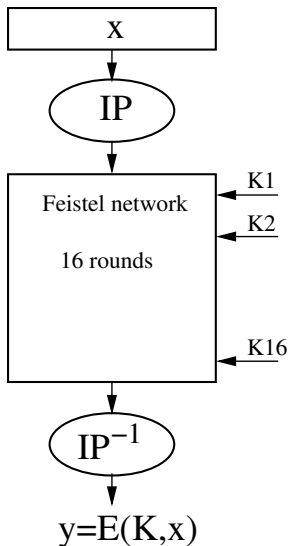 x
IP
K1
Feistel network
K2
16 rounds
K16
IP⁻¹
y=E(K,x)